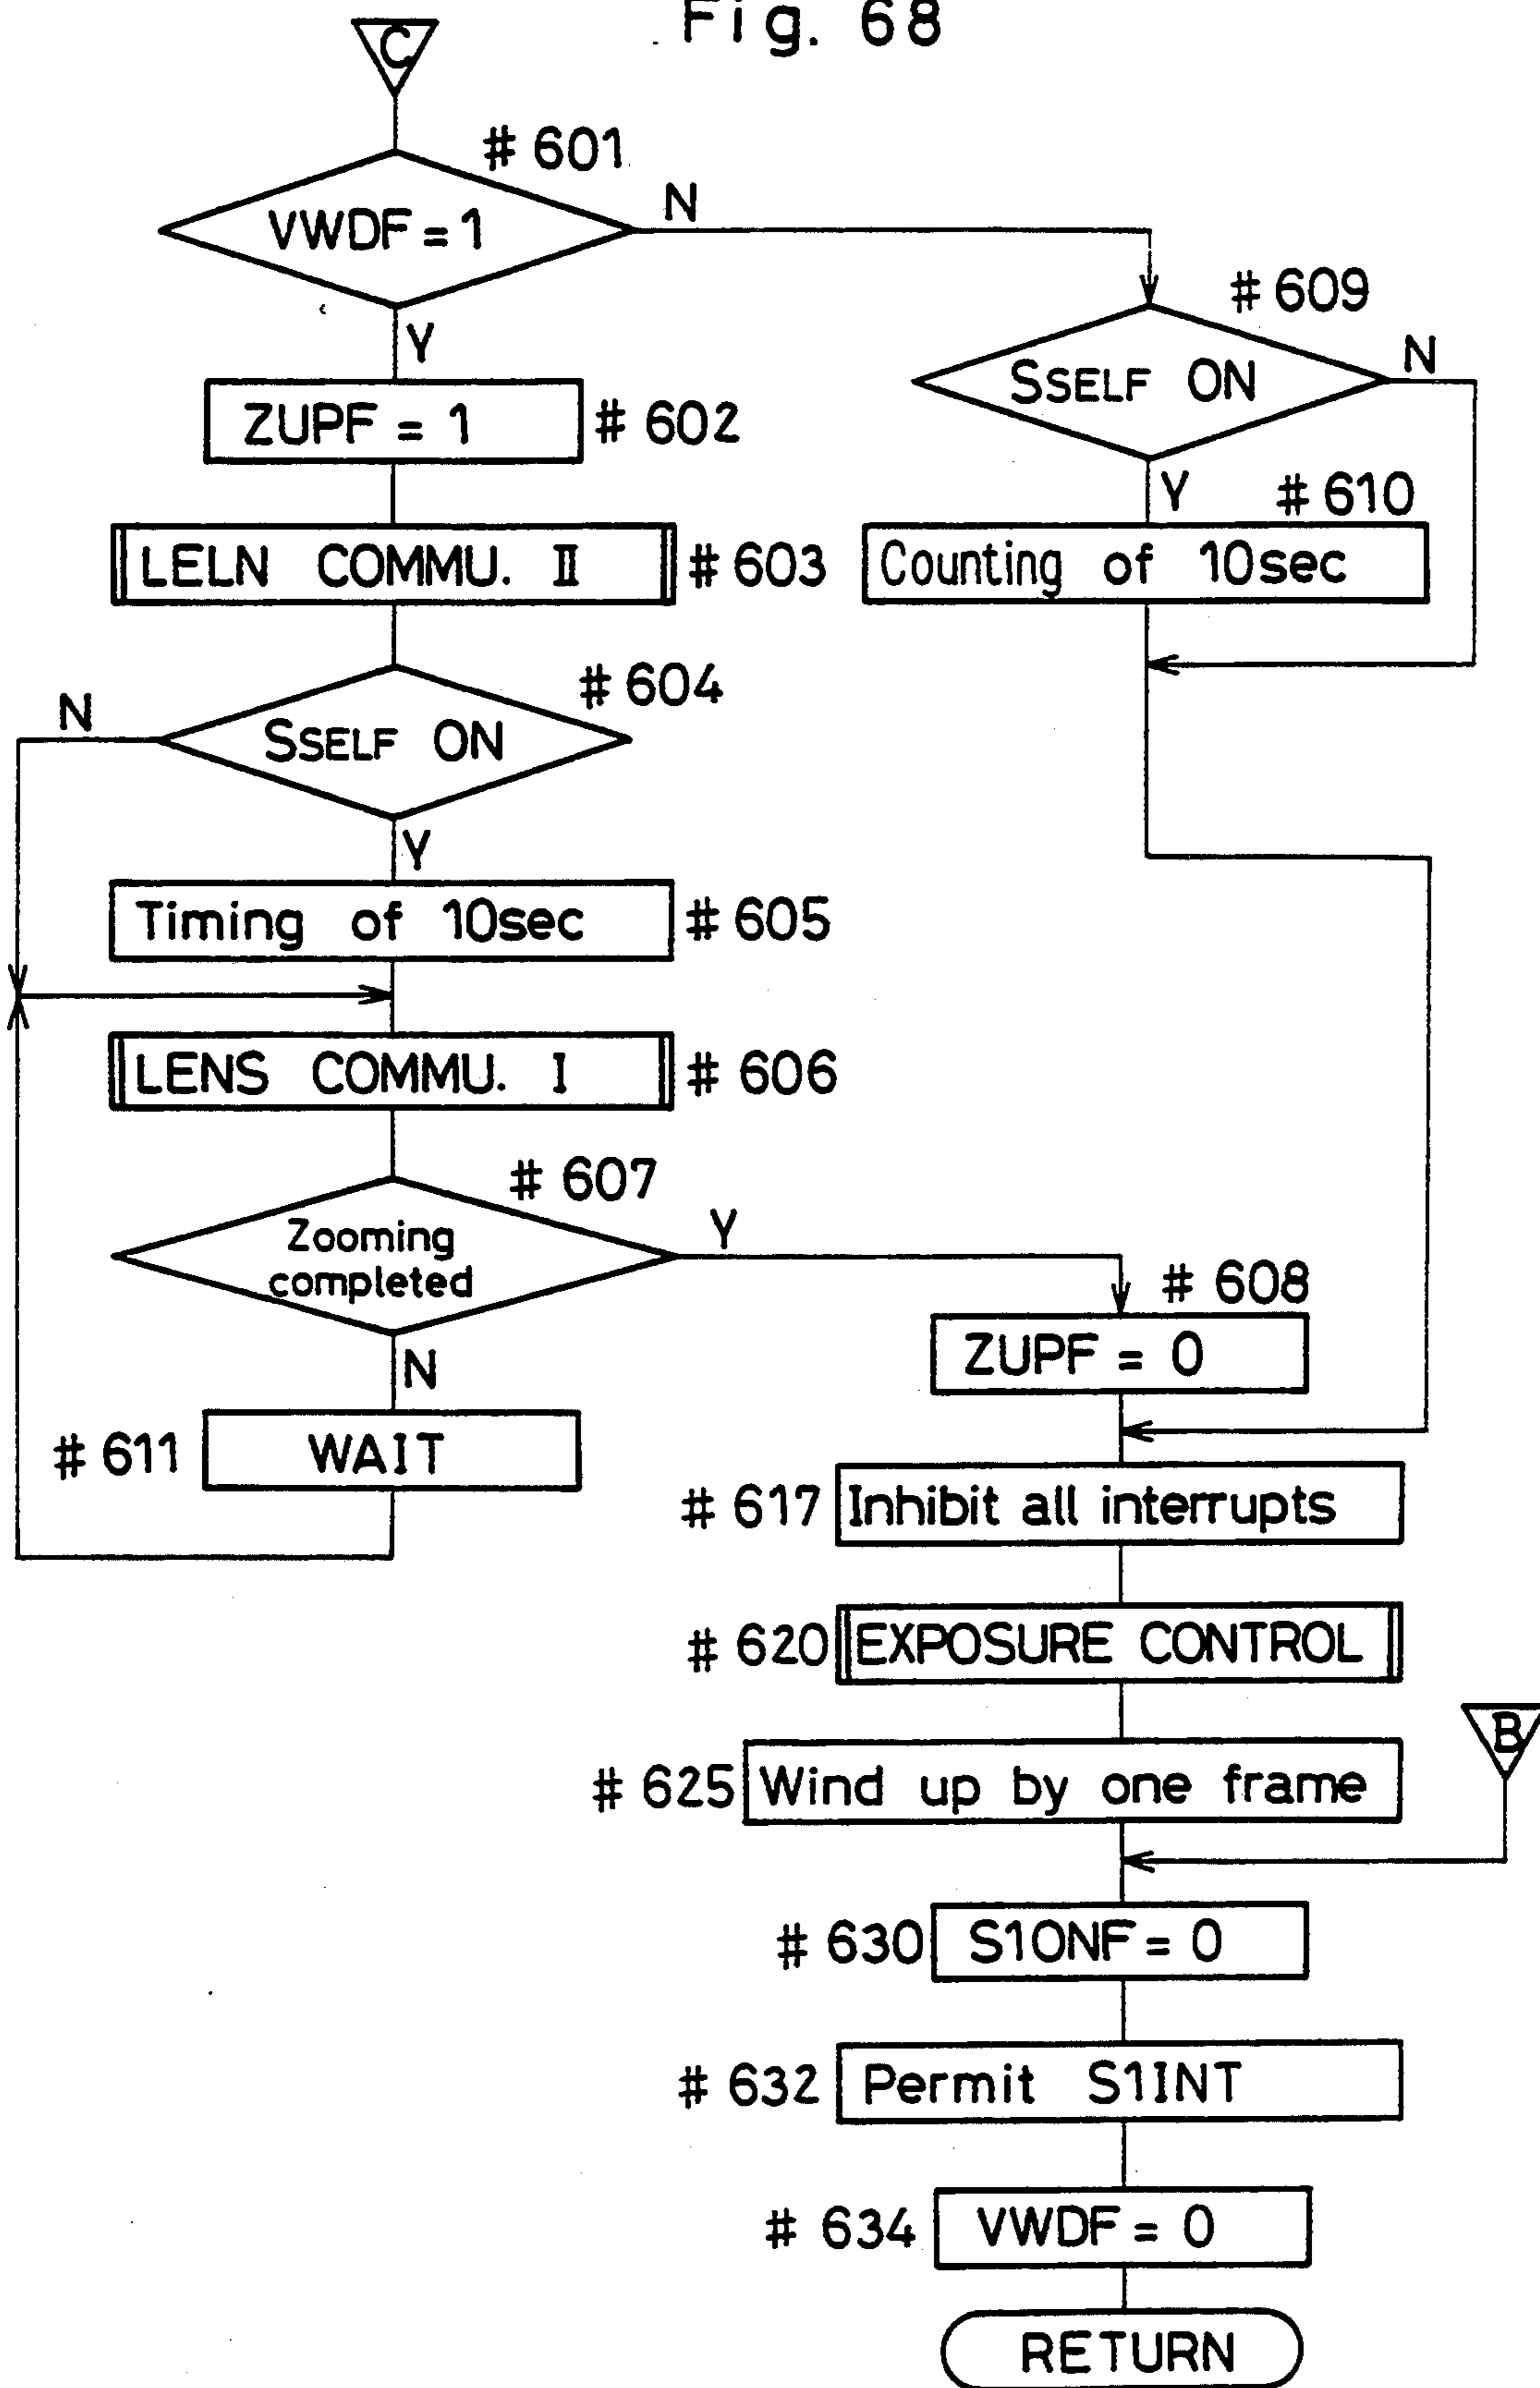 Fig. 68
C
# 601
VWDF = 1
N
Y
# 609
SSELF ON
N
Y
ZUPF = 1
# 602
# 610
Counting of 10sec
LELN COMMU. II
# 603
# 604
SSELF ON
N
Y
Timing of 10sec
# 605
LENS COMMU. I
# 606
# 607
Zooming
completed
Y
N
# 608
ZUPF = 0
# 611
WAIT
# 617
Inhibit all interrupts
# 620
EXPOSURE CONTROL
# 625
Wind up by one frame
B
# 630
S1ONF = 0
# 632
Permit S1INT
# 634
VWDF = 0
RETURN